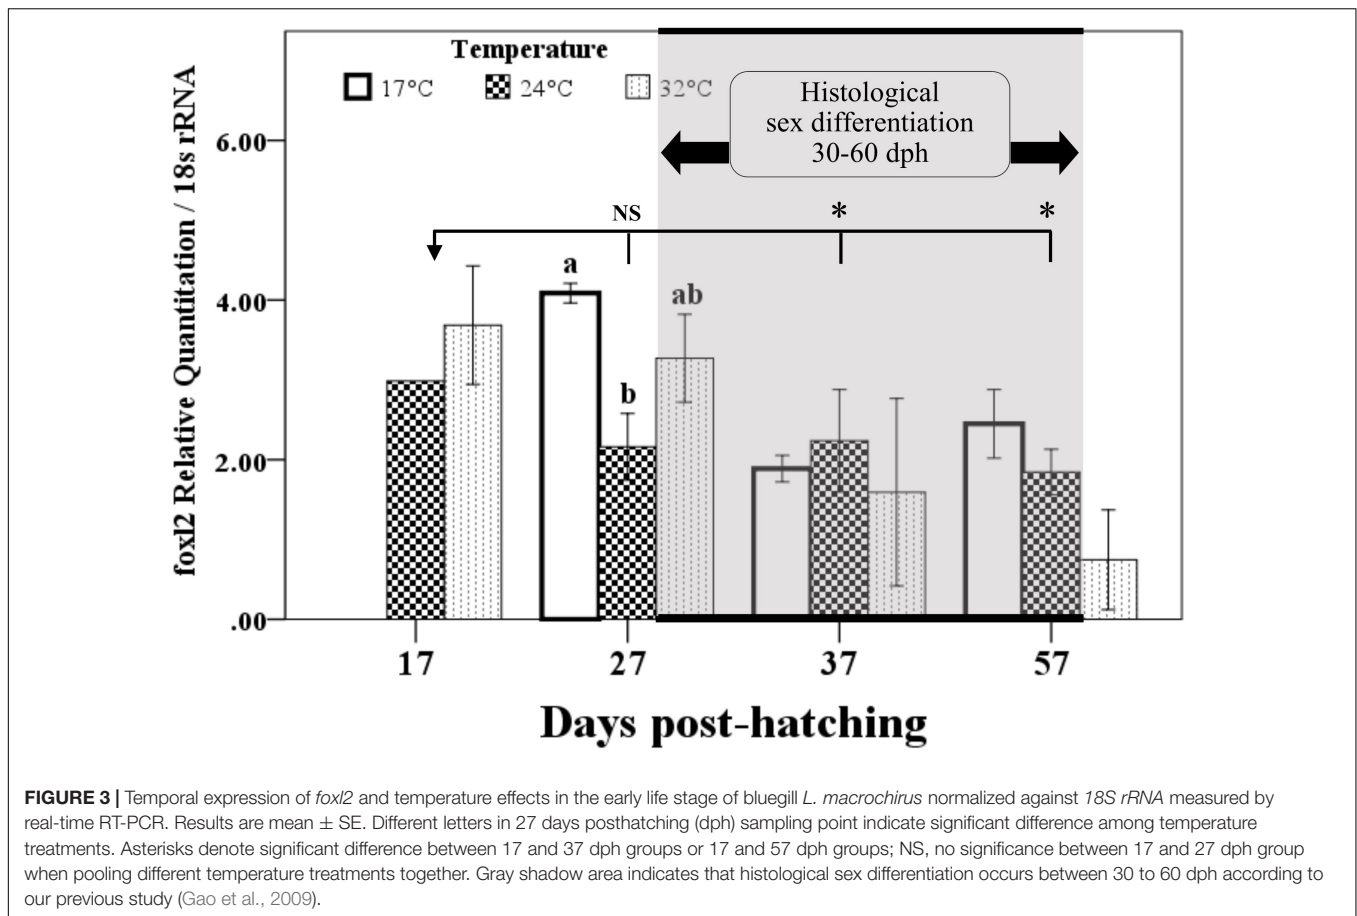 Temperature
17°C 24°C 32°C
Histological
sex differentiation
30-60 dph
foxl2 Relative Quantitation / 18s rRNA
6.00
4.00
2.00
.00
NS * *
a
b
ab
17 27 37 57
Days post-hatching
FIGURE 3 | Temporal expression of foxl2 and temperature effects in the early life stage of bluegill L. macrochirus normalized against 18S rRNA measured by
real-time RT-PCR. Results are mean ± SE. Different letters in 27 days posthatching (dph) sampling point indicate significant difference among temperature
treatments. Asterisks denote significant difference between 17 and 37 dph groups or 17 and 57 dph groups; NS, no significance between 17 and 27 dph group
when pooling different temperature treatments together. Gray shadow area indicates that histological sex differentiation occurs between 30 to 60 dph according to
our previous study (Gao et al., 2009).